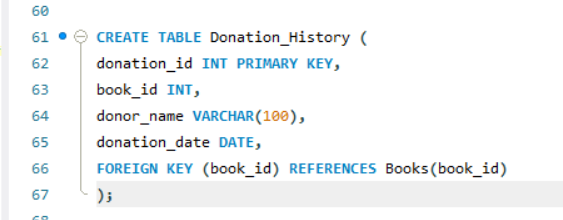 60
61 CREATE TABLE Donation_History (
62 donation_id INT PRIMARY KEY,
63 book_id INT,
64 donor_name VARCHAR(100),
65 donation_date DATE,
66 FOREIGN KEY (book_id) REFERENCES Books(book_id)
67 );